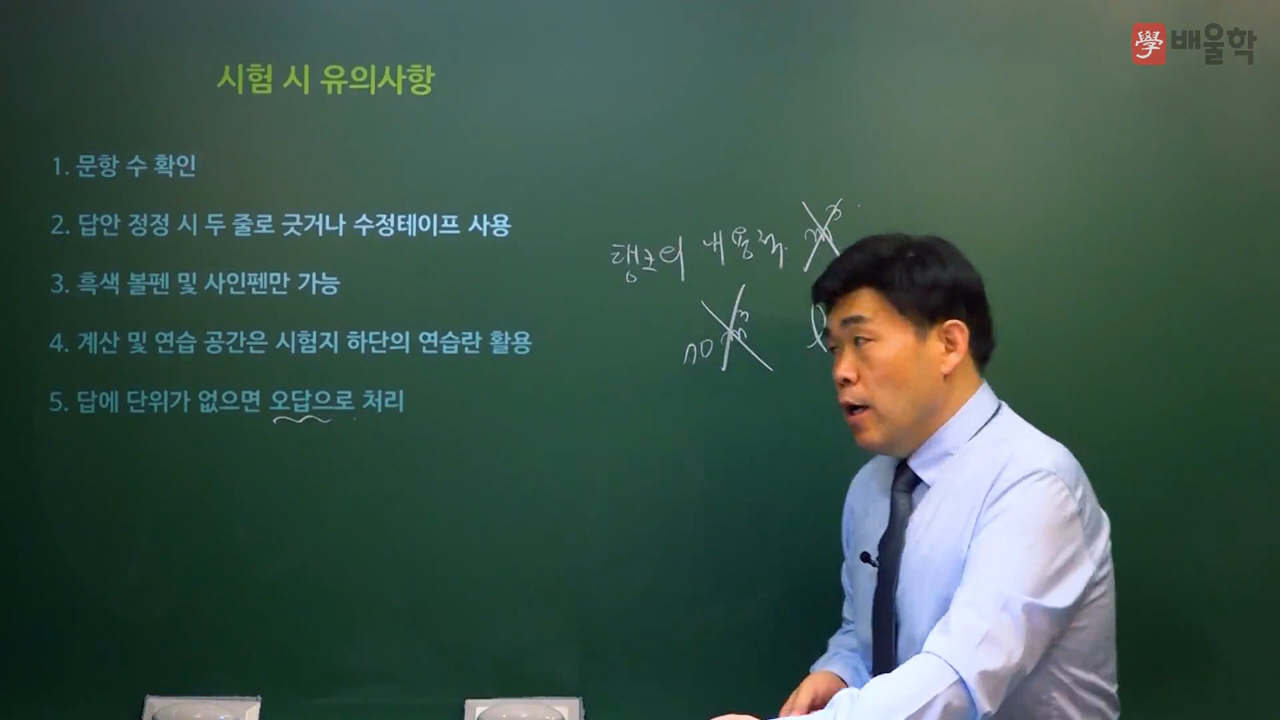 學 배울학
시험 시 유의사항
1. 문항 수 확인
2. 답안 정정 시 두 줄로 긋거나 수정테이프 사용
3. 흑색 볼펜 및 사인펜만 가능
4. 계산 및 연습 공간은 시험지 하단의 연습란 활용
5. 답에 단위가 없으면 오답으로 처리
탱크의 내용적 m³
70 m³ l